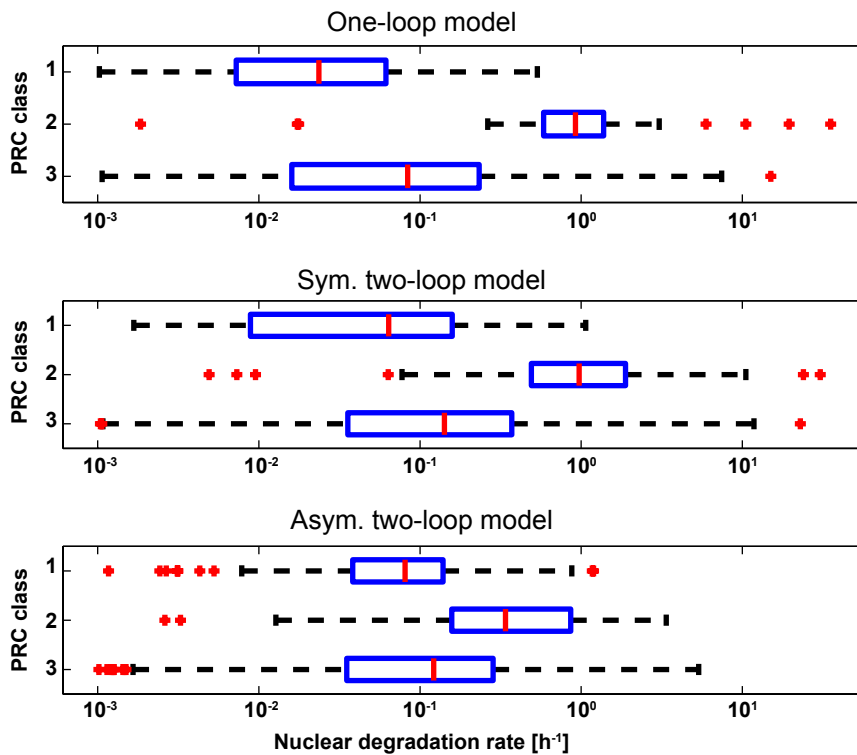 One-loop model
PRC class
1
2
3
10⁻³ 10⁻² 10⁻¹ 10⁰ 10¹
Sym. two-loop model
PRC class
1
2
3
10⁻³ 10⁻² 10⁻¹ 10⁰ 10¹
Asym. two-loop model
PRC class
1
2
3
10⁻³ 10⁻² 10⁻¹ 10⁰ 10¹
Nuclear degradation rate [h⁻¹]